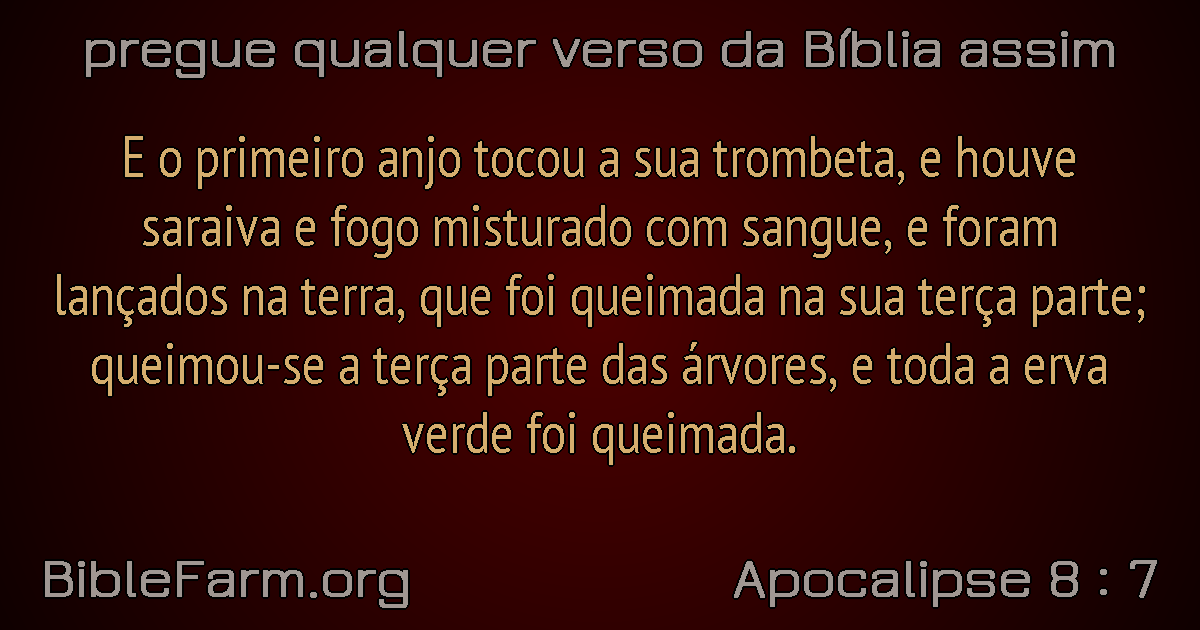 pregue qualquer verso da Bíblia assim
E o primeiro anjo tocou a sua trombeta, e houve
saraiva e fogo misturado com sangue, e foram
lançados na terra, que foi queimada na sua terça parte;
queimou-se a terça parte das árvores, e toda a erva
verde foi queimada.
BibleFarm.org
Apocalipse 8 : 7